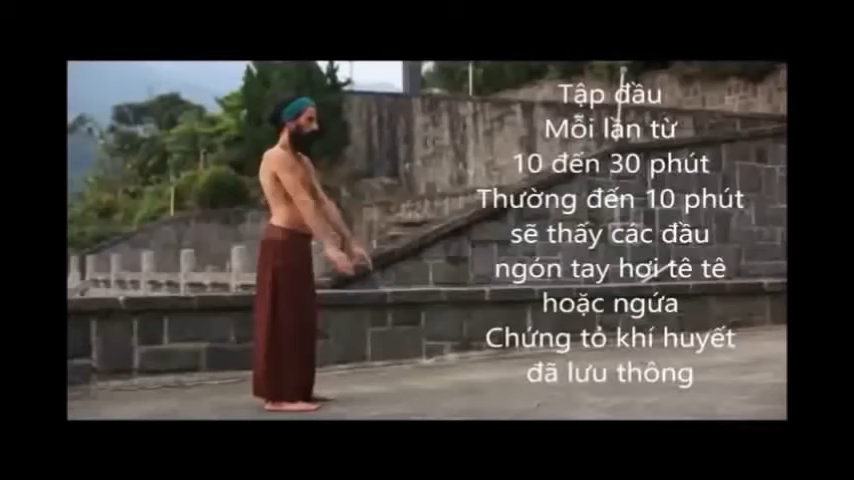 Tập đầu
Mỗi lần từ
10 đến 30 phút
Thường đến 10 phút
sẽ thấy các đầu
ngón tay hơi tê tê
hoặc ngứa
Chứng tỏ khí huyết
đã lưu thông